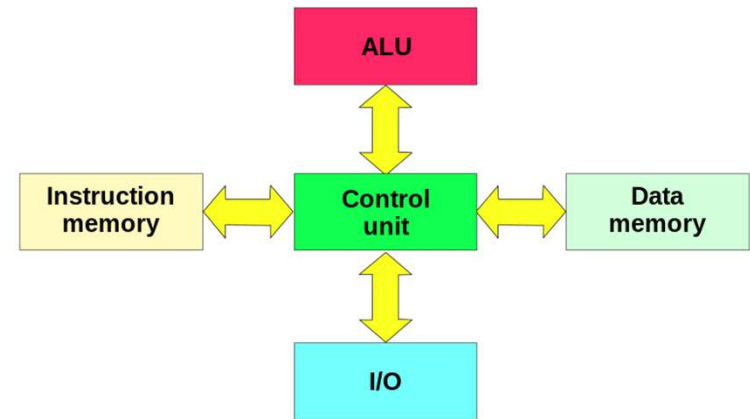 ALU
Instruction
memory
Control
unit
Data
memory
I/O